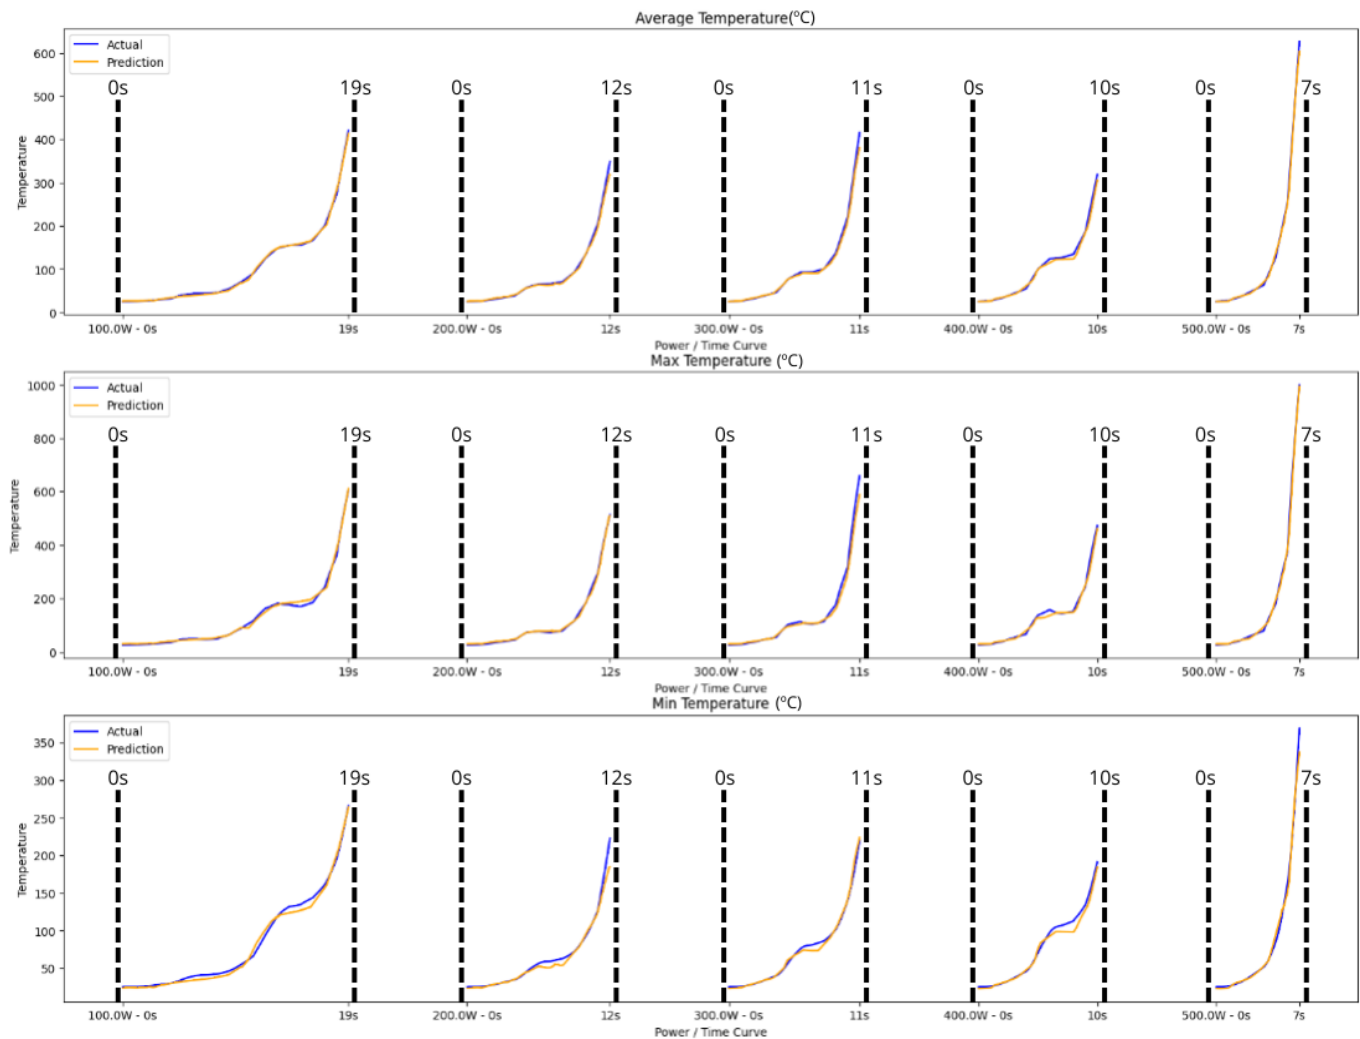 Average Temperature(ºC)
Actual
Prediction
0s 19s 0s 12s 0s 11s 0s 10s 0s 7s
600
500
400
300
200
100
0
Temperature
100.0W - 0s 19s 200.0W - 0s 12s 300.0W - 0s 11s 400.0W - 0s 10s 500.0W - 0s 7s
Power / Time Curve
Max Temperature (ºC)
Actual
Prediction
0s 19s 0s 12s 0s 11s 0s 10s 0s 7s
1000
800
600
400
200
0
Temperature
100.0W - 0s 19s 200.0W - 0s 12s 300.0W - 0s 11s 400.0W - 0s 10s 500.0W - 0s 7s
Power / Time Curve
Min Temperature (ºC)
Actual
Prediction
0s 19s 0s 12s 0s 11s 0s 10s 0s 7s
350
300
250
200
150
100
50
Temperature
100.0W - 0s 19s 200.0W - 0s 12s 300.0W - 0s 11s 400.0W - 0s 10s 500.0W - 0s 7s
Power / Time Curve